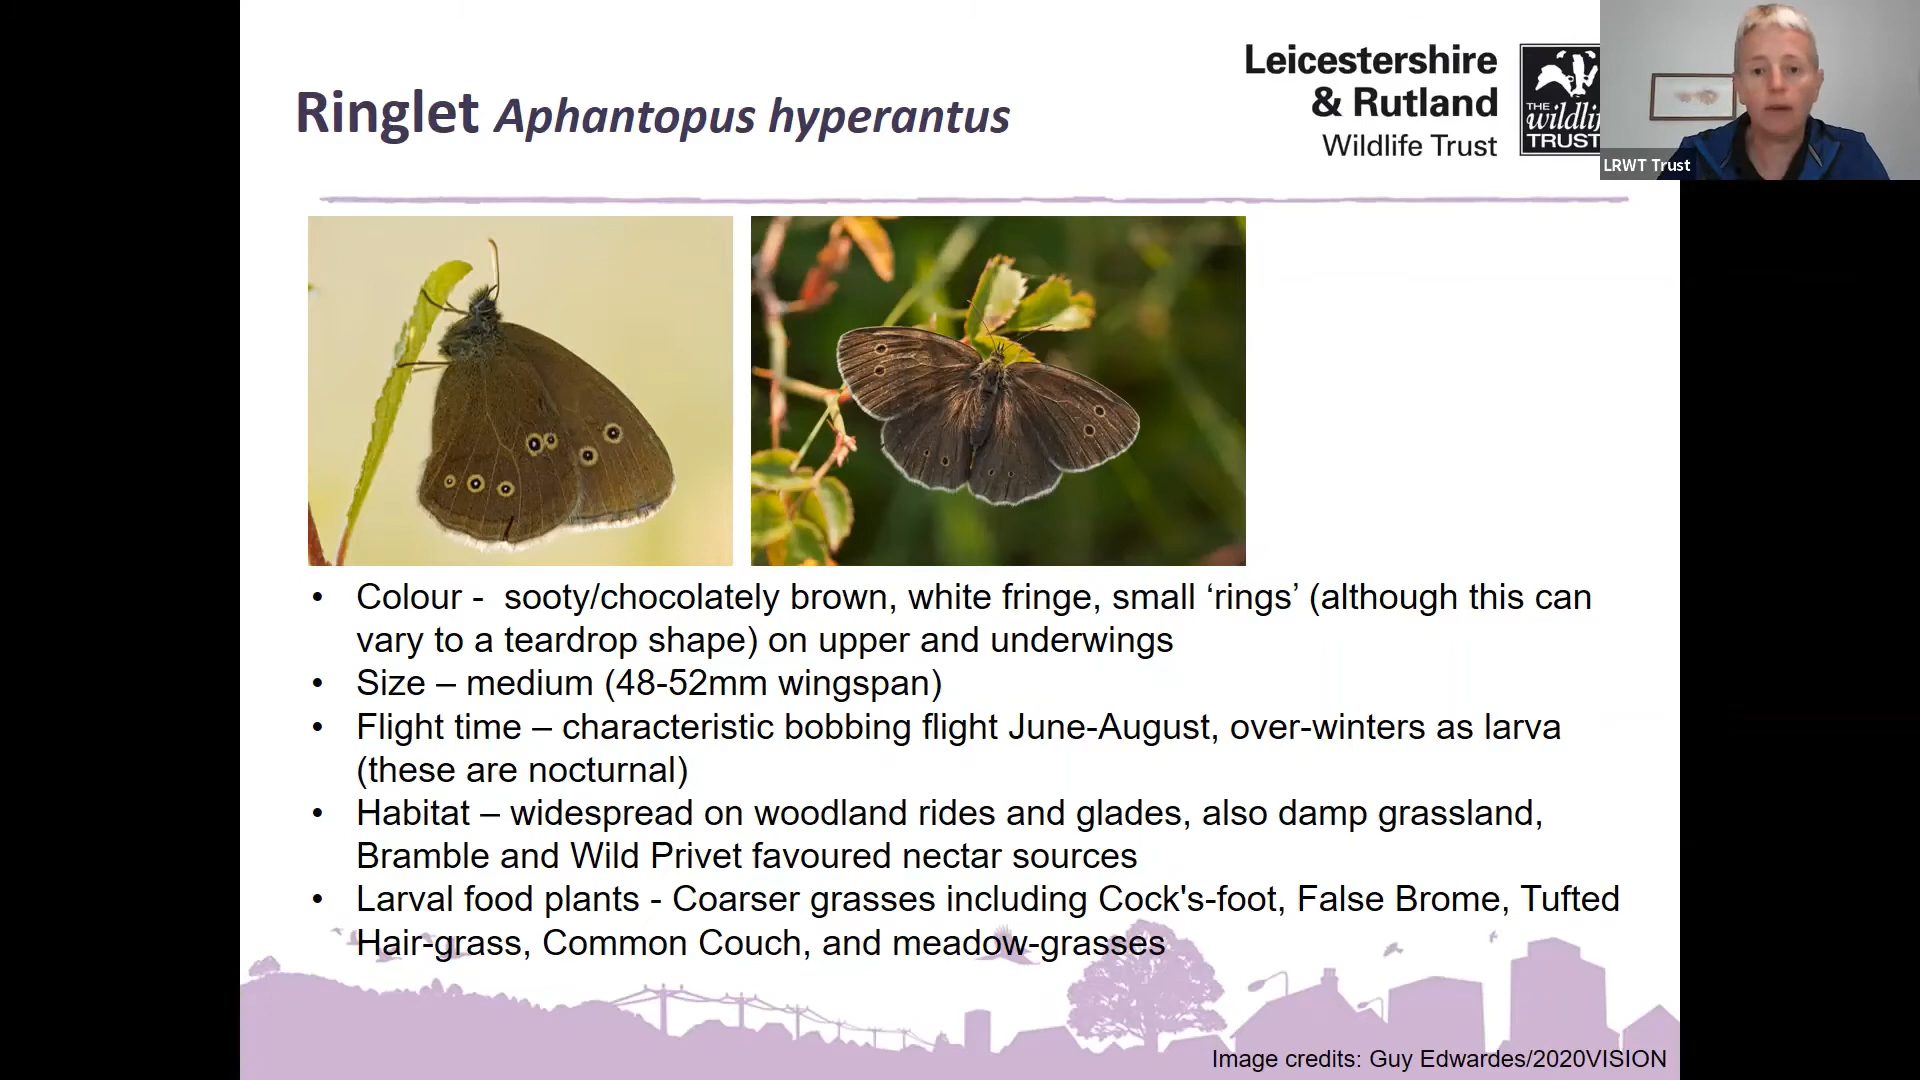 Ringlet Aphantopus hyperantus
Leicestershire
& Rutland
Wildlife Trust
THE
wildli
TRUST
LRWT Trust
• Colour - sooty/chocolately brown, white fringe, small ‘rings’ (although this can
vary to a teardrop shape) on upper and underwings
• Size – medium (48-52mm wingspan)
• Flight time – characteristic bobbing flight June-August, over-winters as larva
(these are nocturnal)
• Habitat – widespread on woodland rides and glades, also damp grassland,
Bramble and Wild Privet favoured nectar sources
• Larval food plants - Coarser grasses including Cock's-foot, False Brome, Tufted
Hair-grass, Common Couch, and meadow-grasses
Image credits: Guy Edwardes/2020VISION